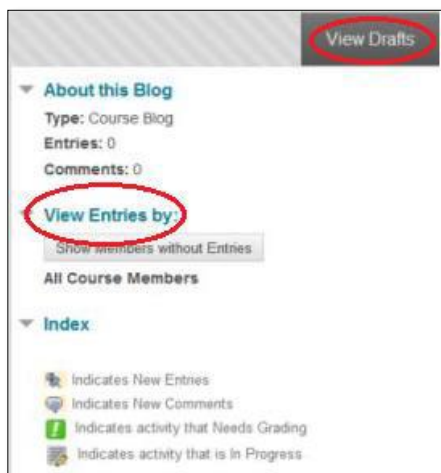 View Drafts
About this Blog
Type: Course Blog
Entries: 0
Comments: 0
View Entries by:
Show Members without Entries
All Course Members
Index
Indicates New Entries
Indicates New Comments
Indicates activity that Needs Grading
Indicates activity that is In Progress